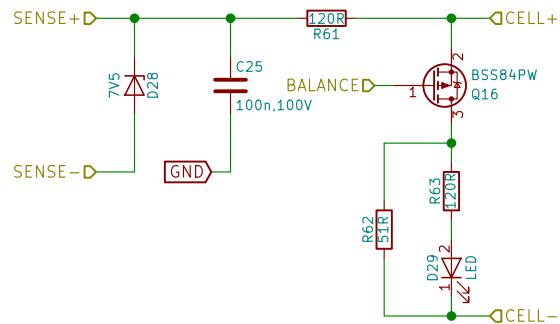 SENSE+
120R
R61
CELL+
7V5
D28
C25
100n,100V
BALANCE
1
2
BSS84PW
Q16
3
SENSE-
GND
R63
120R
R62
51R
D29
2
1
LED
CELL-